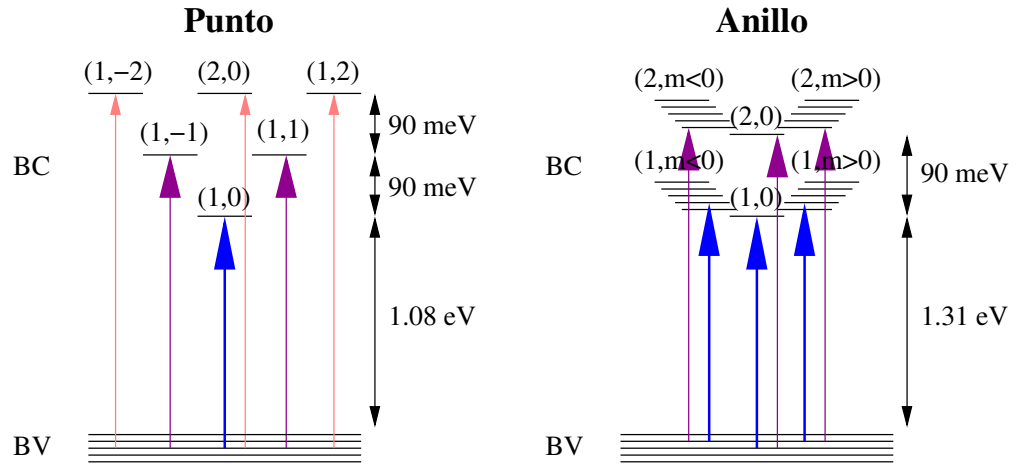 Punto
(1,−2) (2,0) (1,2)
(1,−1) (1,1)
(1,0)
90 meV
90 meV
1.08 eV
BC
BV
Anillo
(2,m<0) (2,m>0)
(2,0)
(1,m<0) (1,m>0)
(1,0)
90 meV
1.31 eV
BC
BV